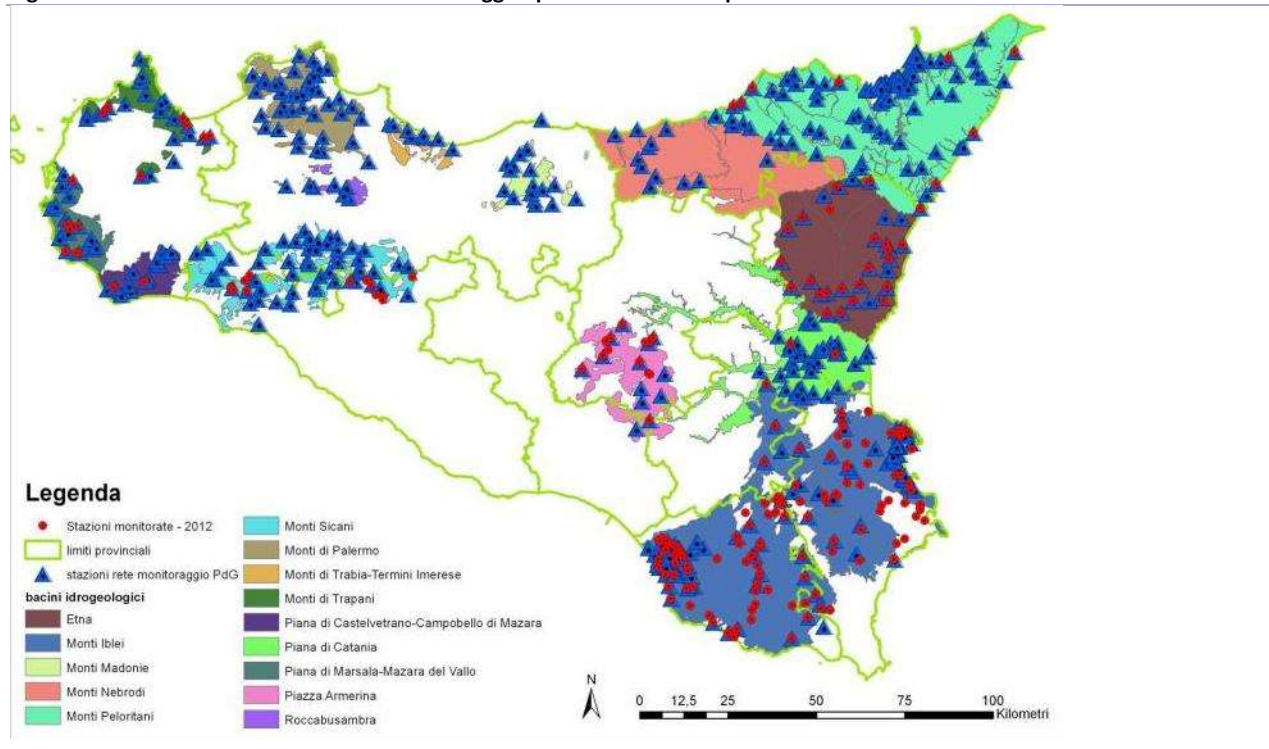 N
Legenda
Stazioni monitorate - 2012
limiti provinciali
stazioni rete monitoraggio PdG
bacini idrogeologici
Etna
Monti Iblei
Monti Madonie
Monti Nebrodi
Monti Peloritani
Monti Sicani
Monti di Palermo
Monti di Trabia-Termini Imerese
Monti di Trapani
Piana di Castelvetrano-Campobello di Mazara
Piana di Catania
Piana di Marsala-Mazara del Vallo
Piazza Armerina
Roccabusambra
0 12,5 25 50 75 100
Kilometri